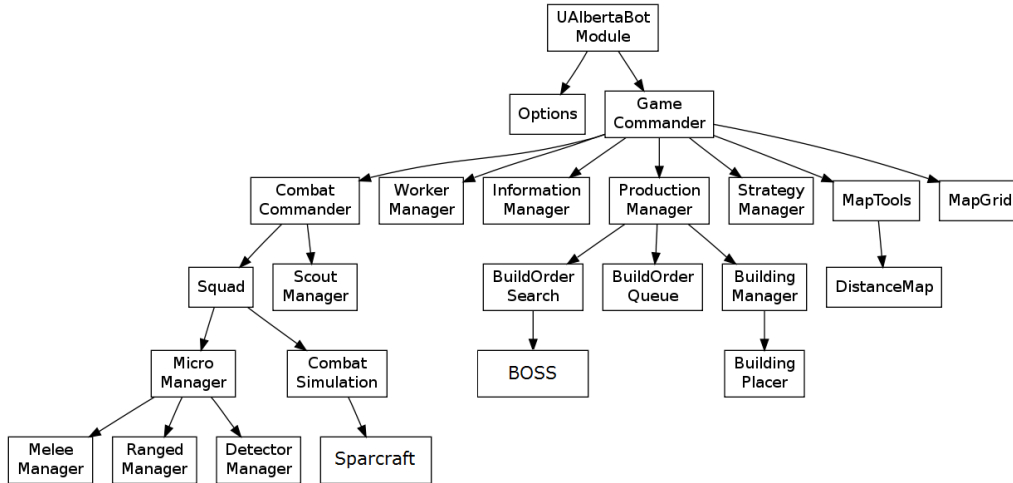 UAlbertaBot
Module
Options
Game
Commander
Combat
Commander
Worker
Manager
Information
Manager
Production
Manager
Strategy
Manager
MapTools
MapGrid
Squad
Scout
Manager
BuildOrder
Search
BuildOrder
Queue
Building
Manager
DistanceMap
Micro
Manager
Combat
Simulation
BOSS
Building
Placer
Melee
Manager
Ranged
Manager
Detector
Manager
Sparcraft